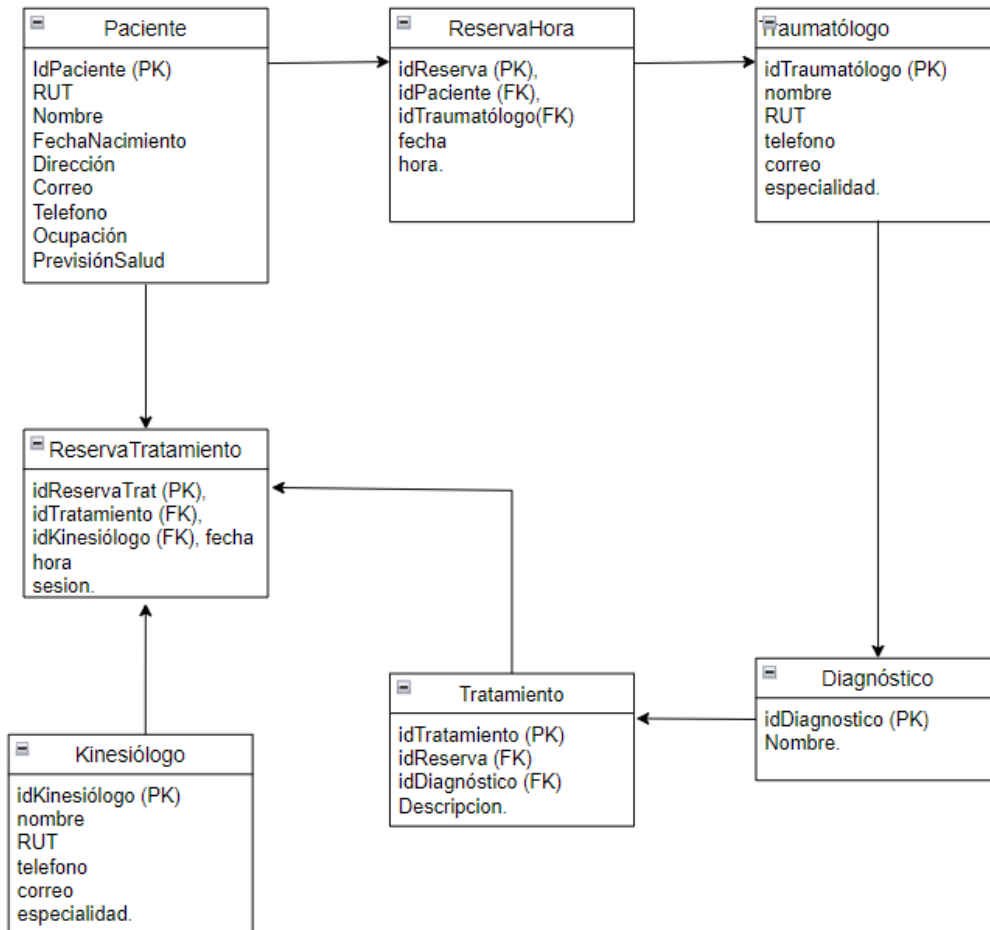 Paciente
IdPaciente (PK)
RUT
Nombre
FechaNacimiento
Dirección
Correo
Telefono
Ocupación
PrevisiónSalud
ReservaHora
idReserva (PK),
idPaciente (FK),
idTraumatólogo(FK)
fecha
hora.
Traumatólogo
idTraumatólogo (PK)
nombre
RUT
telefono
correo
especialidad.
ReservaTratamiento
idReservaTrat (PK),
idTratamiento (FK),
idKinesiólogo (FK), fecha
hora
sesion.
Tratamiento
idTratamiento (PK)
idReserva (FK)
idDiagnóstico (FK)
Descripcion.
Diagnóstico
idDiagnostico (PK)
Nombre.
Kinesiólogo
idKinesiólogo (PK)
nombre
RUT
telefono
correo
especialidad.